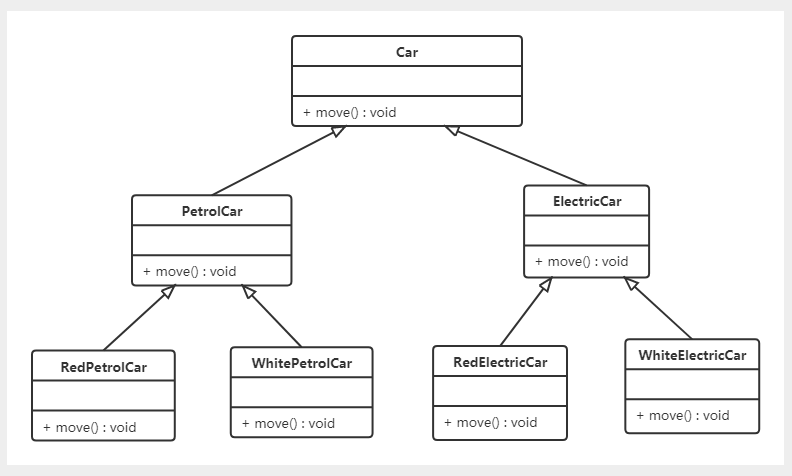 Car
+ move() : void
PetrolCar
+ move() : void
ElectricCar
+ move() : void
RedPetrolCar
+ move() : void
WhitePetrolCar
+ move() : void
RedElectricCar
+ move() : void
WhiteElectricCar
+ move() : void